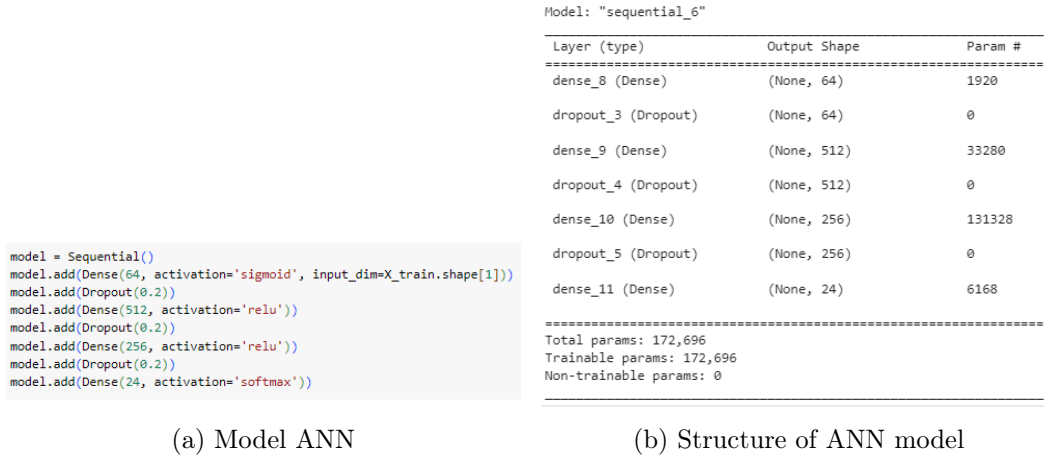 model = Sequential()
model.add(Dense(64, activation='sigmoid', input_dim=X_train.shape[1]))
model.add(Dropout(0.2))
model.add(Dense(512, activation='relu'))
model.add(Dropout(0.2))
model.add(Dense(256, activation='relu'))
model.add(Dropout(0.2))
model.add(Dense(24, activation='softmax'))
(a) Model ANN
Model: "sequential_6"
Layer (type) Output Shape Param #
dense_8 (Dense) (None, 64) 1920
dropout_3 (Dropout) (None, 64) 0
dense_9 (Dense) (None, 512) 33280
dropout_4 (Dropout) (None, 512) 0
dense_10 (Dense) (None, 256) 131328
dropout_5 (Dropout) (None, 256) 0
dense_11 (Dense) (None, 24) 6168
Total params: 172,696
Trainable params: 172,696
Non-trainable params: 0
(b) Structure of ANN model